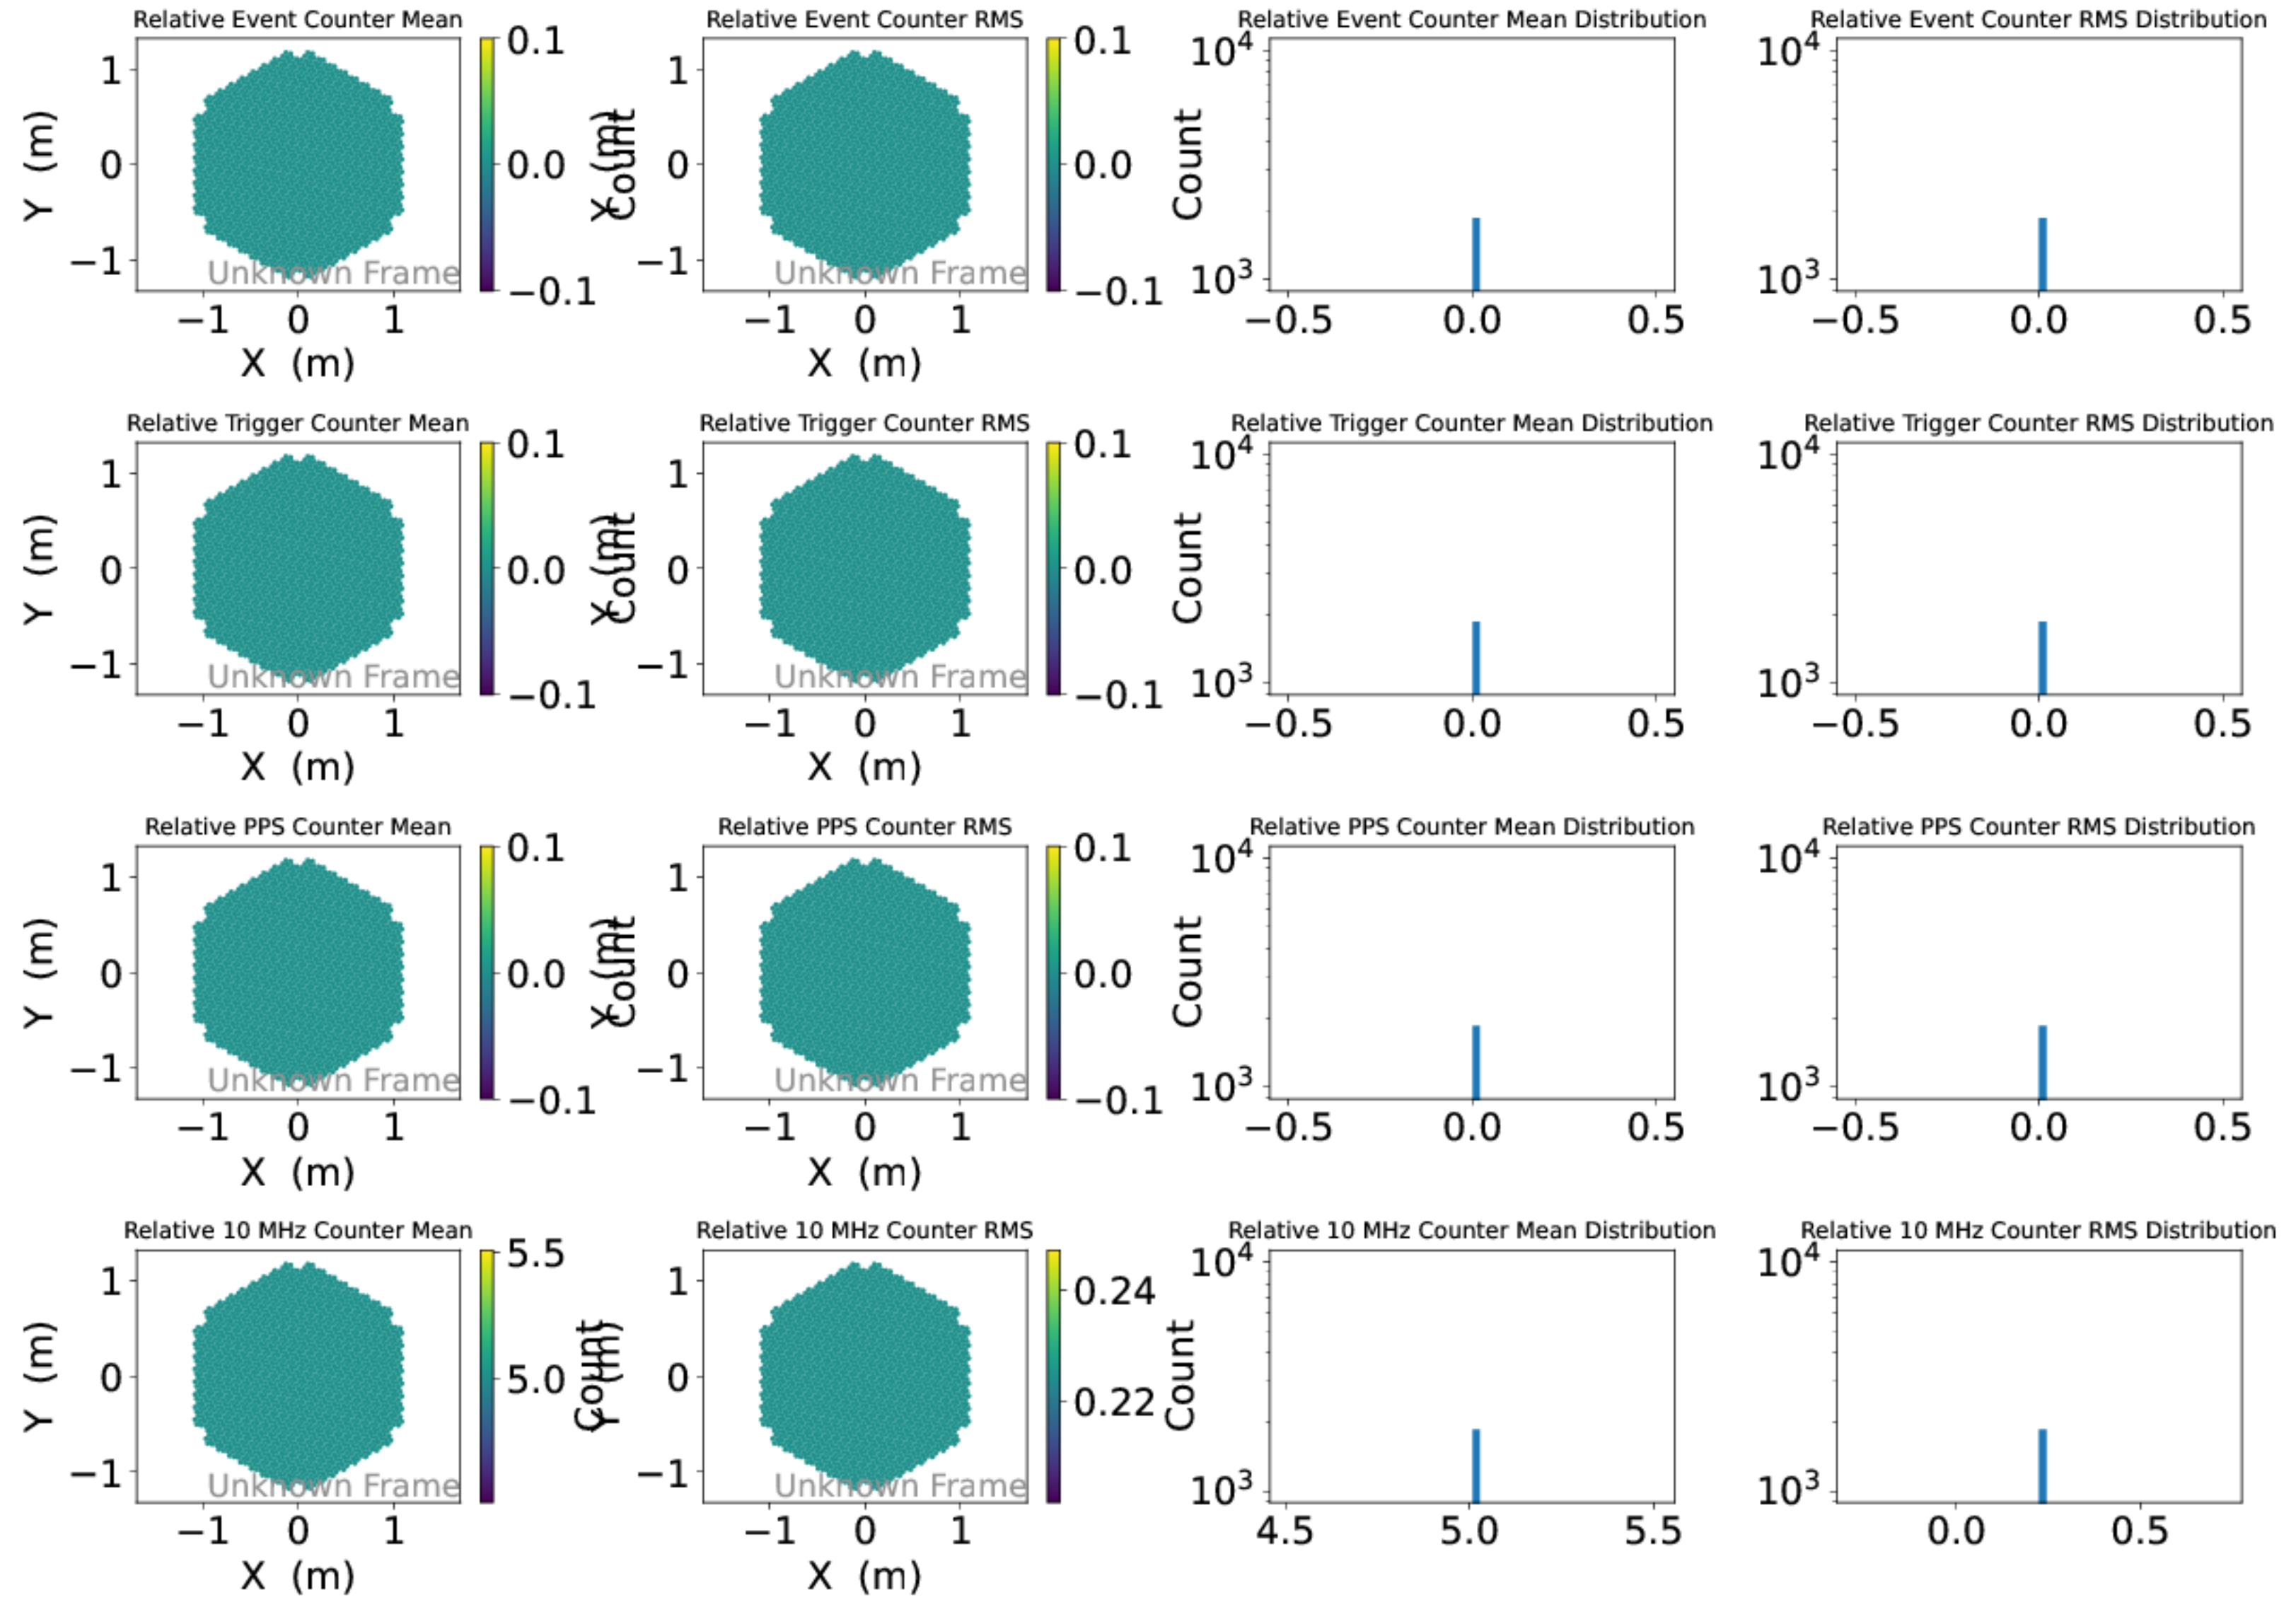 Relative Event Counter Mean
Relative Event Counter RMS
Relative Event Counter Mean Distribution
Relative Event Counter RMS Distribution
Y (m)
1
0
−1
Unknown Frame
−1 0 1
X (m)
0.1
0.0
−0.1
Count
Y (m)
1
0
−1
Unknown Frame
−1 0 1
X (m)
0.1
0.0
−0.1
Count
10⁴
10³
−0.5 0.0 0.5
10⁴
10³
−0.5 0.0 0.5
Relative Trigger Counter Mean
Relative Trigger Counter RMS
Relative Trigger Counter Mean Distribution
Relative Trigger Counter RMS Distribution
Y (m)
1
0
−1
Unknown Frame
−1 0 1
X (m)
0.1
0.0
−0.1
Count
Y (m)
1
0
−1
Unknown Frame
−1 0 1
X (m)
0.1
0.0
−0.1
Count
10⁴
10³
−0.5 0.0 0.5
10⁴
10³
−0.5 0.0 0.5
Relative PPS Counter Mean
Relative PPS Counter RMS
Relative PPS Counter Mean Distribution
Relative PPS Counter RMS Distribution
Y (m)
1
0
−1
Unknown Frame
−1 0 1
X (m)
0.1
0.0
−0.1
Count
Y (m)
1
0
−1
Unknown Frame
−1 0 1
X (m)
0.1
0.0
−0.1
Count
10⁴
10³
−0.5 0.0 0.5
10⁴
10³
−0.5 0.0 0.5
Relative 10 MHz Counter Mean
Relative 10 MHz Counter RMS
Relative 10 MHz Counter Mean Distribution
Relative 10 MHz Counter RMS Distribution
Y (m)
1
0
−1
Unknown Frame
−1 0 1
X (m)
5.5
5.0
Count
Y (m)
1
0
−1
Unknown Frame
−1 0 1
X (m)
0.24
0.22
Count
10⁴
10³
4.5 5.0 5.5
10⁴
10³
0.0 0.5